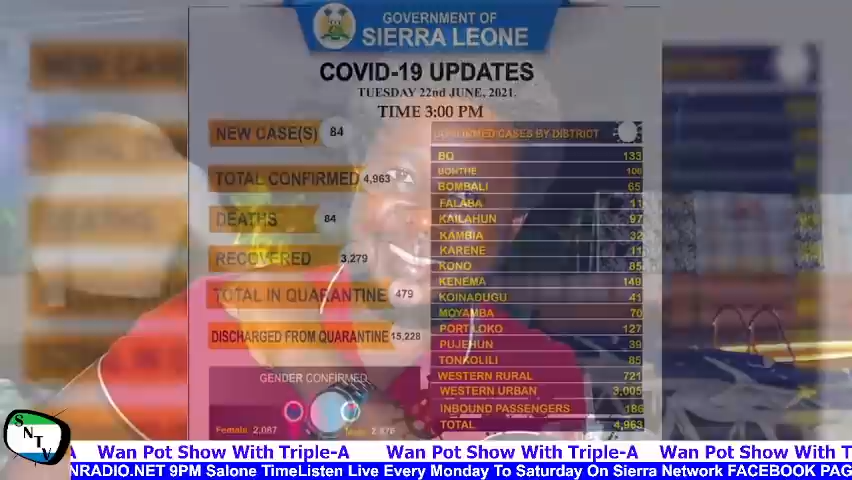 GOVERNMENT OF
SIERRA LEONE
COVID-19 UPDATES
TUESDAY 22nd JUNE, 2021.
TIME 3:00 PM
NEW CASE(S) 84
TOTAL CONFIRMED 4,963
DEATHS 84
RECOVERED 3,279
TOTAL IN QUARANTINE 479
DISCHARGED FROM QUARANTINE 15,228
GENDER CONFIRMED
Female: 2,087
CASES BY DISTRICT
BO 133
BONTHE 106
BOMBALI 65
FALABA 11
KAILAHUN 97
KAMBIA 32
KARENE 11
KONO 85
KENEMA 149
KOINADUGU 41
MOYAMBA 70
PORT LOKO 127
PUJEHUN 39
TONKOLILI 85
WESTERN RURAL 721
WESTERN URBAN 3,005
INBOUND PASSENGERS 186
TOTAL 4,963
SNTV
A Wan Pot Show With Triple-A Wan Pot Show With Triple-A Wan Pot Show With T
NRADIO.NET 9PM Salone TimeListen Live Every Monday To Saturday On Sierra Network FACEBOOK PAG